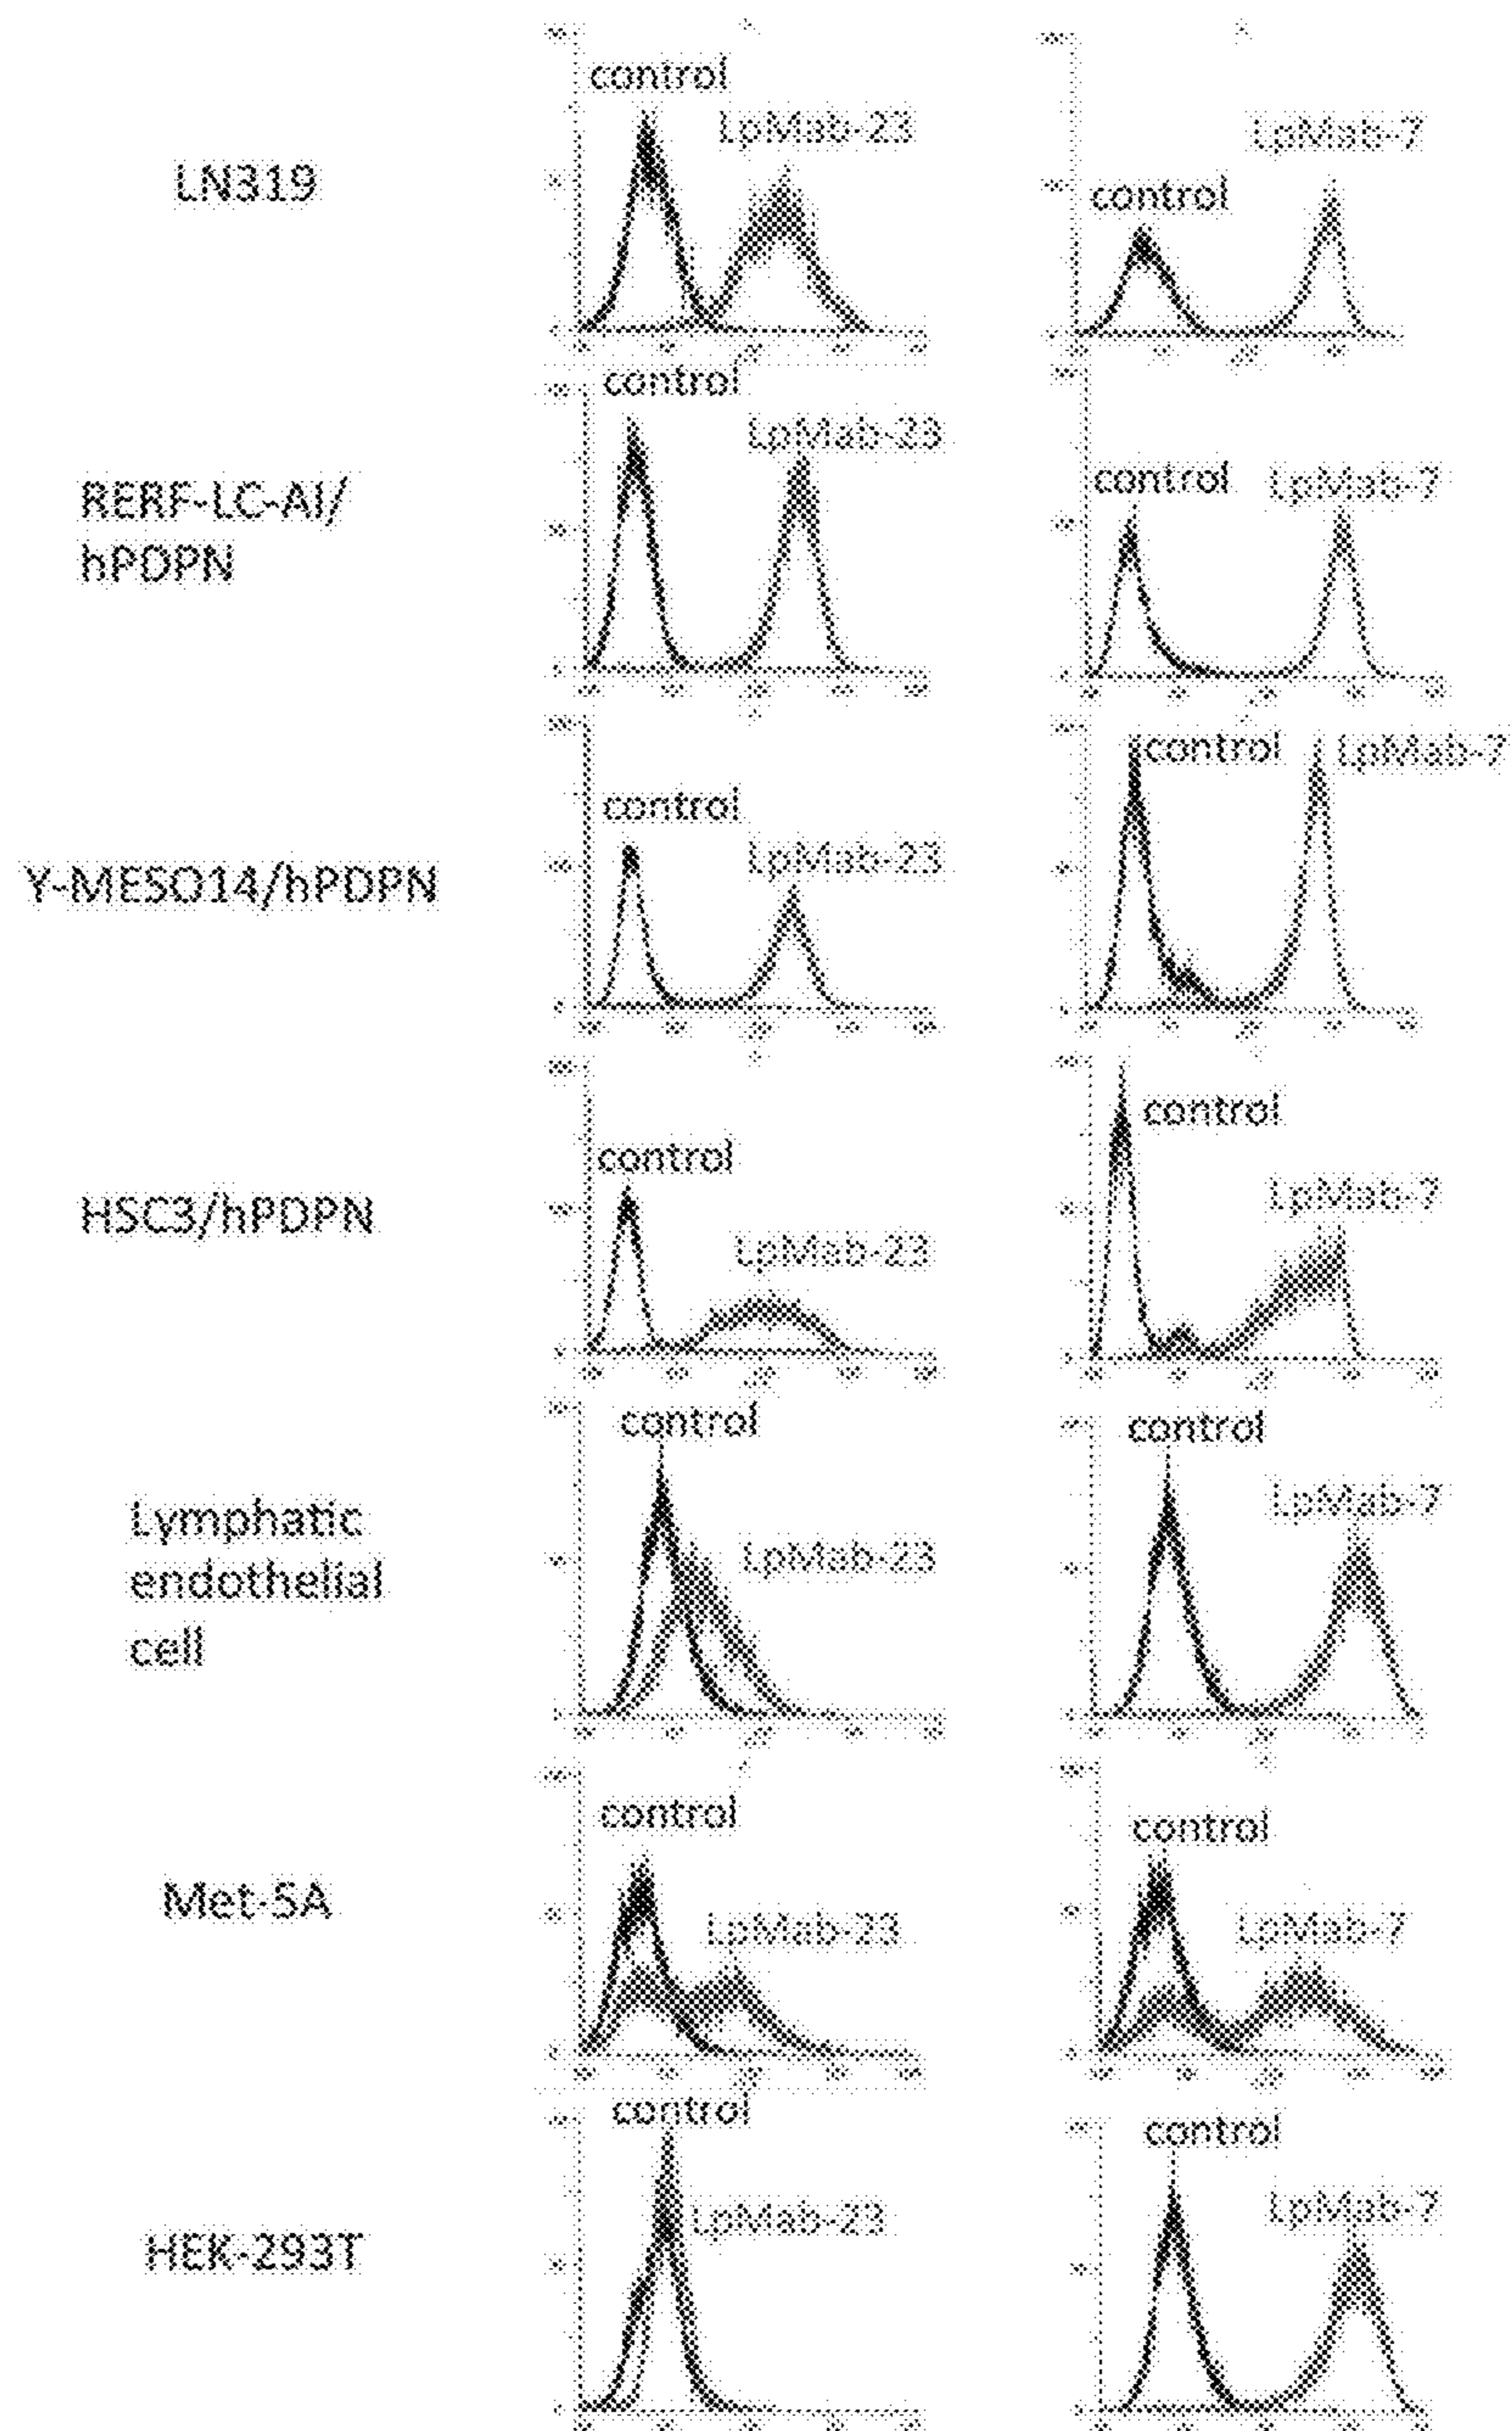 control
LpMab-23
LpMab-7
LN319
control
control
LpMab-23
control
LpMab-7
RERF-LC-AI/
hPDPN
control
LpMab-7
control
LpMab-23
Y-MESO14/hPDPN
control
control
LpMab-7
LpMab-23
HSC3/hPDPN
control
control
LpMab-7
LpMab-23
Lymphatic
endothelial
cell
control
control
LpMab-23
LpMab-7
Met-5A
control
control
LpMab-23
LpMab-7
HEK-293T